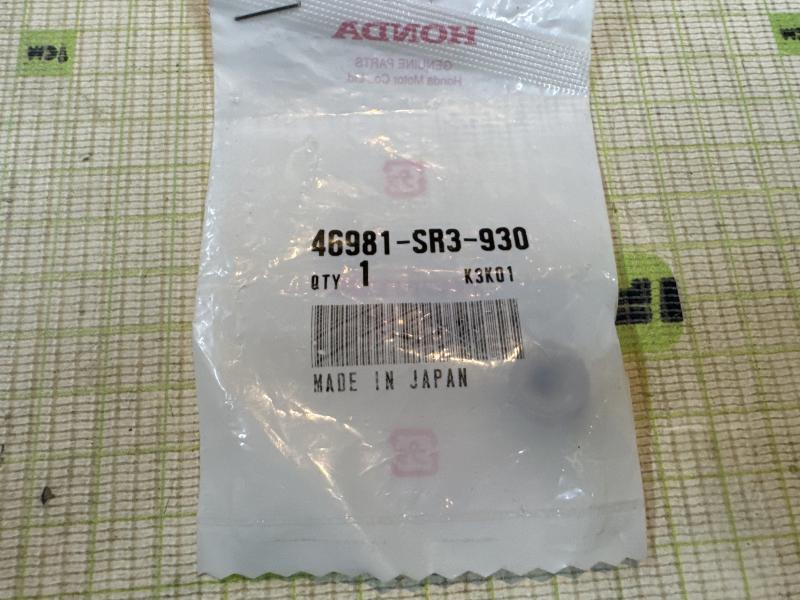 HONDA
GENUINE PARTS
Honda Motor Co., Ltd.
46981-SR3-930
QTY 1 K3K01
MADE IN JAPAN